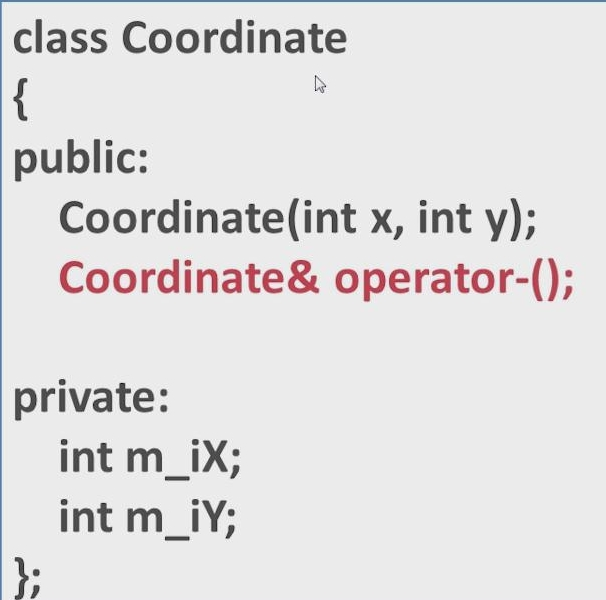 class Coordinate
{
public:
Coordinate(int x, int y);
Coordinate& operator-();
private:
int m_iX;
int m_iY;
};